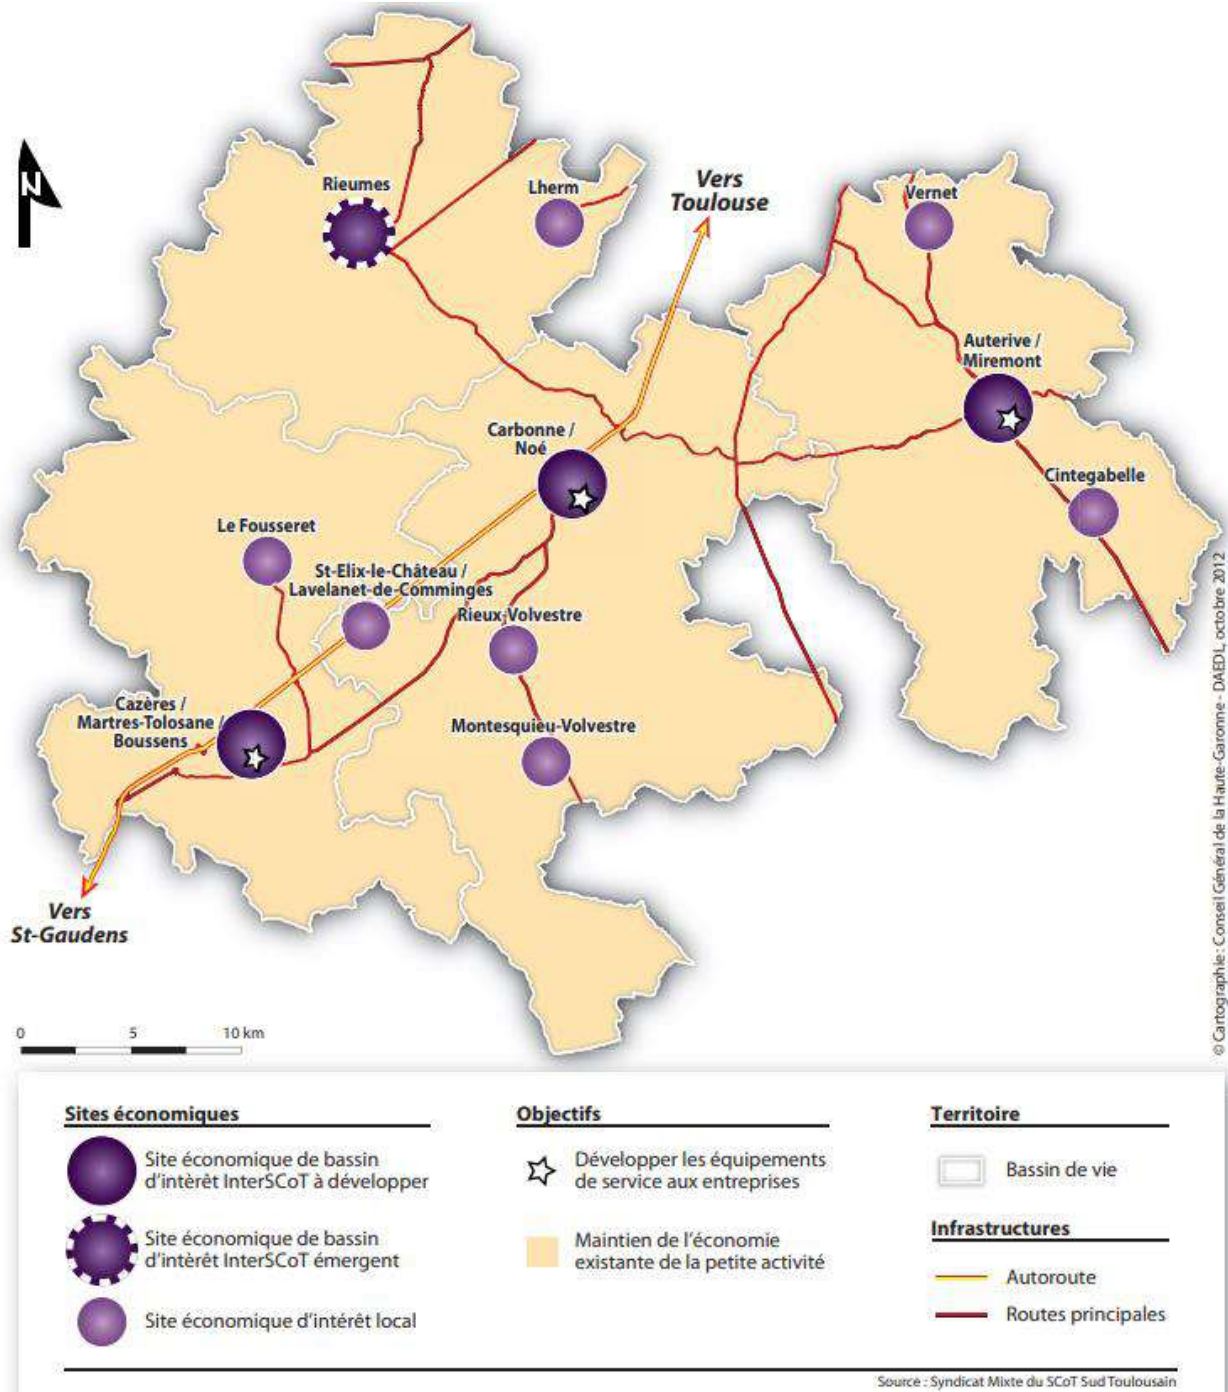 N
Rieumes
Lherm
Vers
Toulouse
Vernet
Auterive /
Miremont
Carbonne /
Noé
Cintegabelle
Le Fousseret
St-Elix-le-Château /
Lavelanet-de-Comminges
Rieux-Volvestre
Cazères /
Martres-Tolosane /
Boussens
Montesquieu-Volvestre
Vers
St-Gaudens
© Cartographie : Conseil Général de la Haute-Garonne - DAEDL, octobre 2012
0 5 10 km
Sites économiques
Site économique de bassin
d'intèrêt InterSCoT à développer
Site économique de bassin
d'intèrêt InterSCoT émergent
Site économique d'intérêt local
Objectifs
Développer les équipements
de service aux entreprises
Maintien de l'économie
existante de la petite activité
Territoire
Bassin de vie
Infrastructures
Autoroute
Routes principales
Source : Syndicat Mixte du SCoT Sud Toulousain